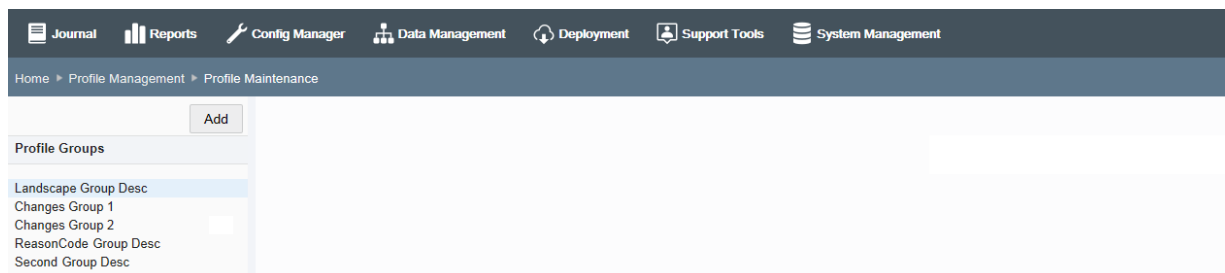 Journal Reports Config Manager Data Management Deployment Support Tools System Management
Home Profile Management Profile Maintenance
Add
Profile Groups
Landscape Group Desc
Changes Group 1
Changes Group 2
ReasonCode Group Desc
Second Group Desc